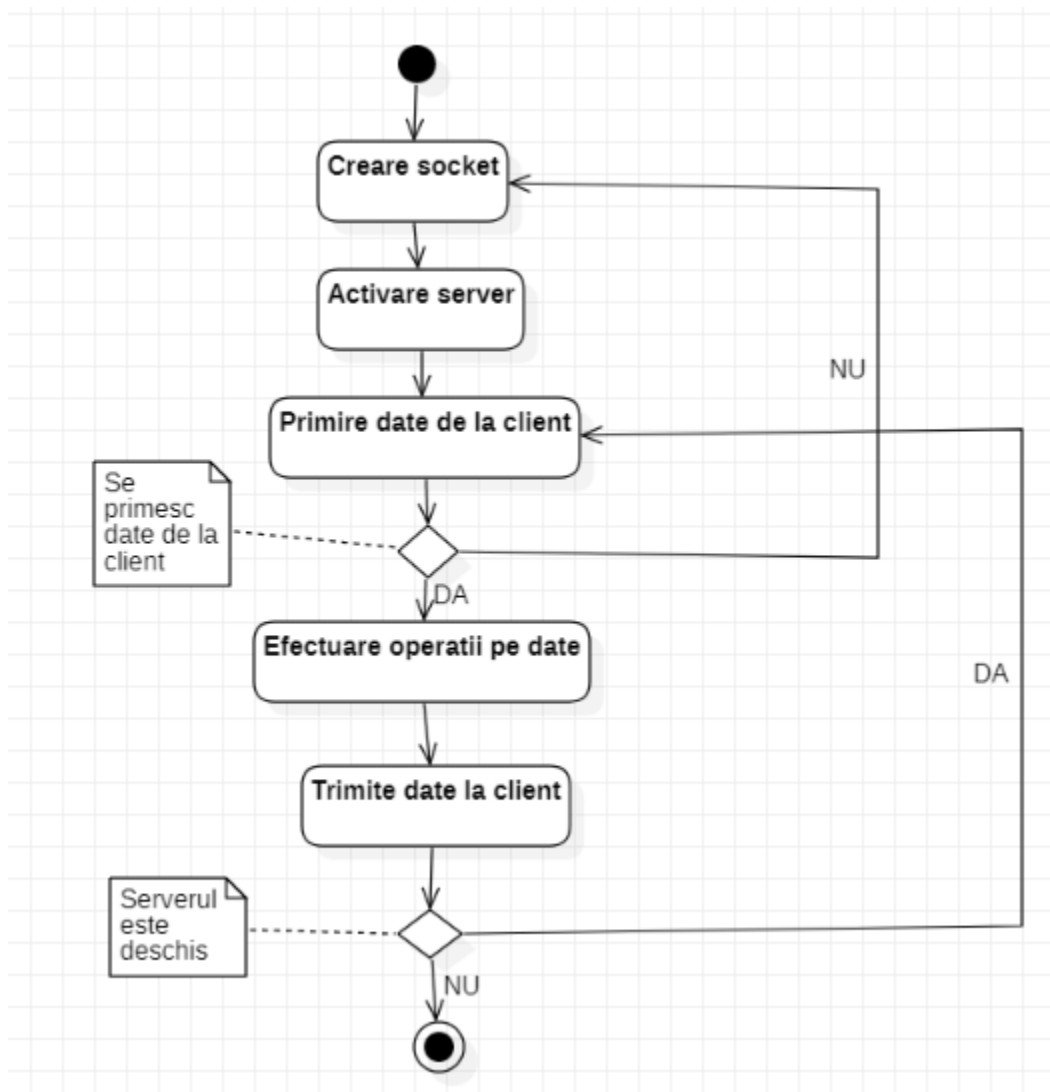 Creare socket
Activare server
NU
Primire date de la client
Se
primesc
date de la
client
DA
Efectuare operatii pe date
DA
Trimite date la client
Serverul
este
deschis
NU